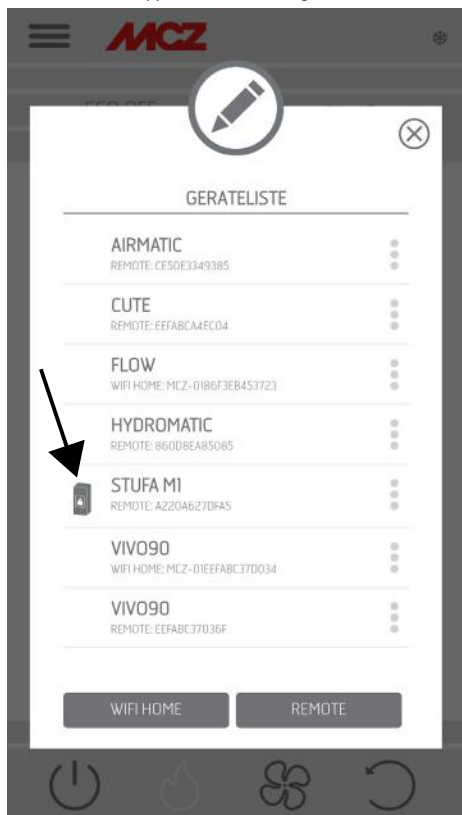 MCZ
GERATELISTE
AIRMATIC
REMOTE: CE50E3349385
CUTE
REMOTE: EEFABCA4EC04
FLOW
WIFI HOME: MCZ-0186F3EB453723
HYDROMATIC
REMOTE: 860D8EA85085
STUFA M1
REMOTE: A220A627DFA5
VIVO90
WIFI HOME: MCZ-01EEFABC37D034
VIVO90
REMOTE: EEFABC37036F
WIFI HOME
REMOTE